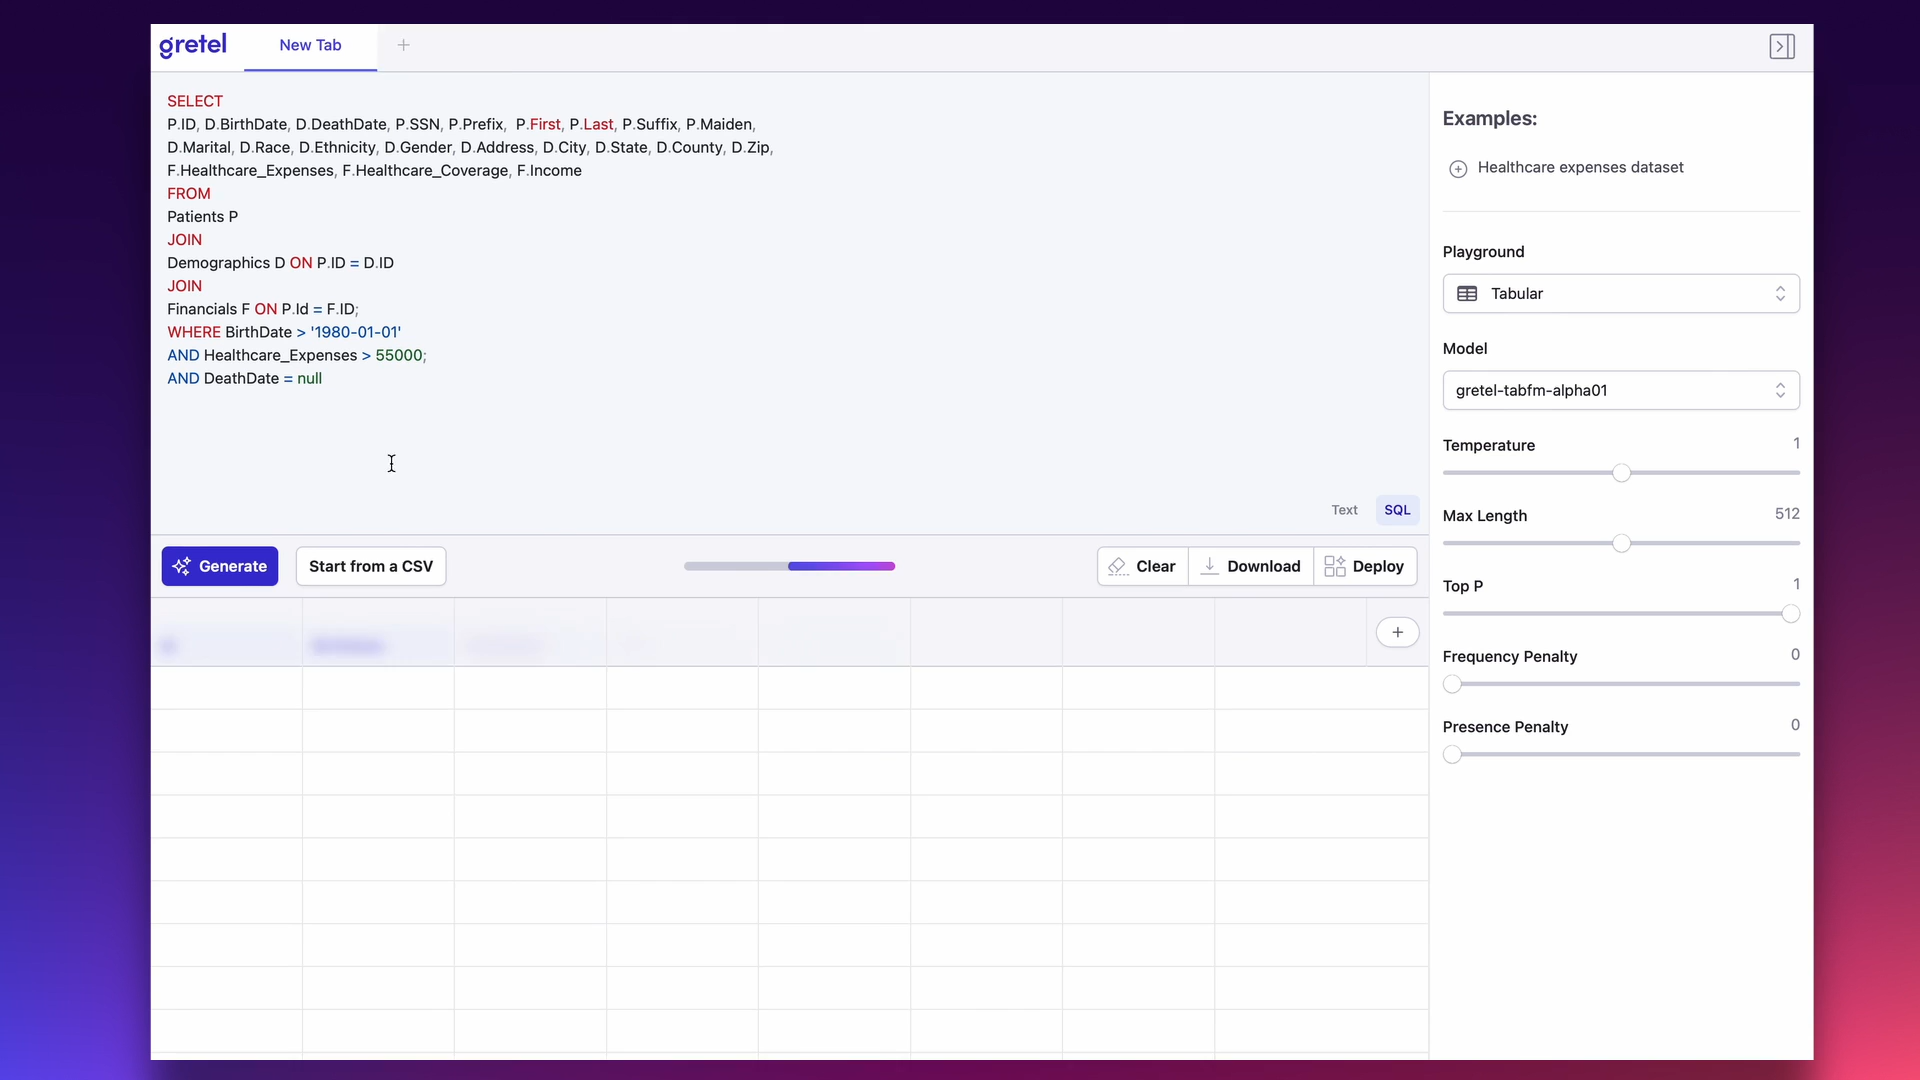 gretel
New Tab
SELECT
P.ID, D.BirthDate, D.DeathDate, P.SSN, P.Prefix, P.First, P.Last, P.Suffix, P.Maiden,
D.Marital, D.Race, D.Ethnicity, D.Gender, D.Address, D.City, D.State, D.County, D.Zip,
F.Healthcare_Expenses, F.Healthcare_Coverage, F.Income
FROM
Patients P
JOIN
Demographics D ON P.ID = D.ID
JOIN
Financials F ON P.Id = F.ID;
WHERE BirthDate > '1980-01-01'
AND Healthcare_Expenses > 55000;
AND DeathDate = null
Text SQL
Generate
Start from a CSV
Clear
Download
Deploy
Examples:
Healthcare expenses dataset
Playground
Tabular
Model
gretel-tabfm-alpha01
Temperature 1
Max Length 512
Top P 1
Frequency Penalty 0
Presence Penalty 0